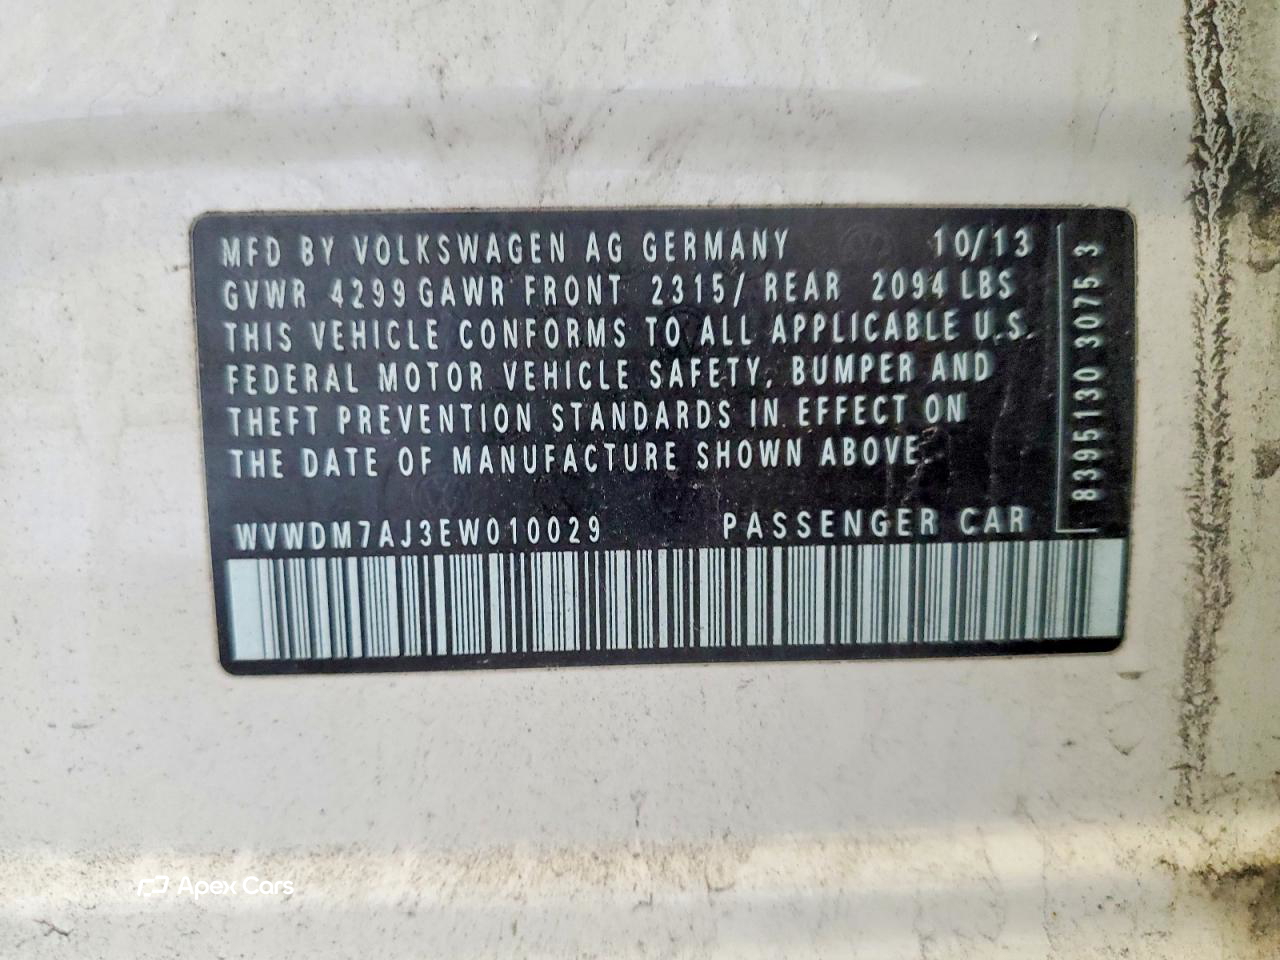 MFD BY VOLKSWAGEN AG GERMANY 10/13
GVWR 4299 GAWR FRONT 2315/ REAR 2094 LBS
THIS VEHICLE CONFORMS TO ALL APPLICABLE U.S.
FEDERAL MOTOR VEHICLE SAFETY, BUMPER AND
THEFT PREVENTION STANDARDS IN EFFECT ON
THE DATE OF MANUFACTURE SHOWN ABOVE.
WVWDM7AJ3EW010029 PASSENGER CAR
8395130 3075 3
Apex Cars